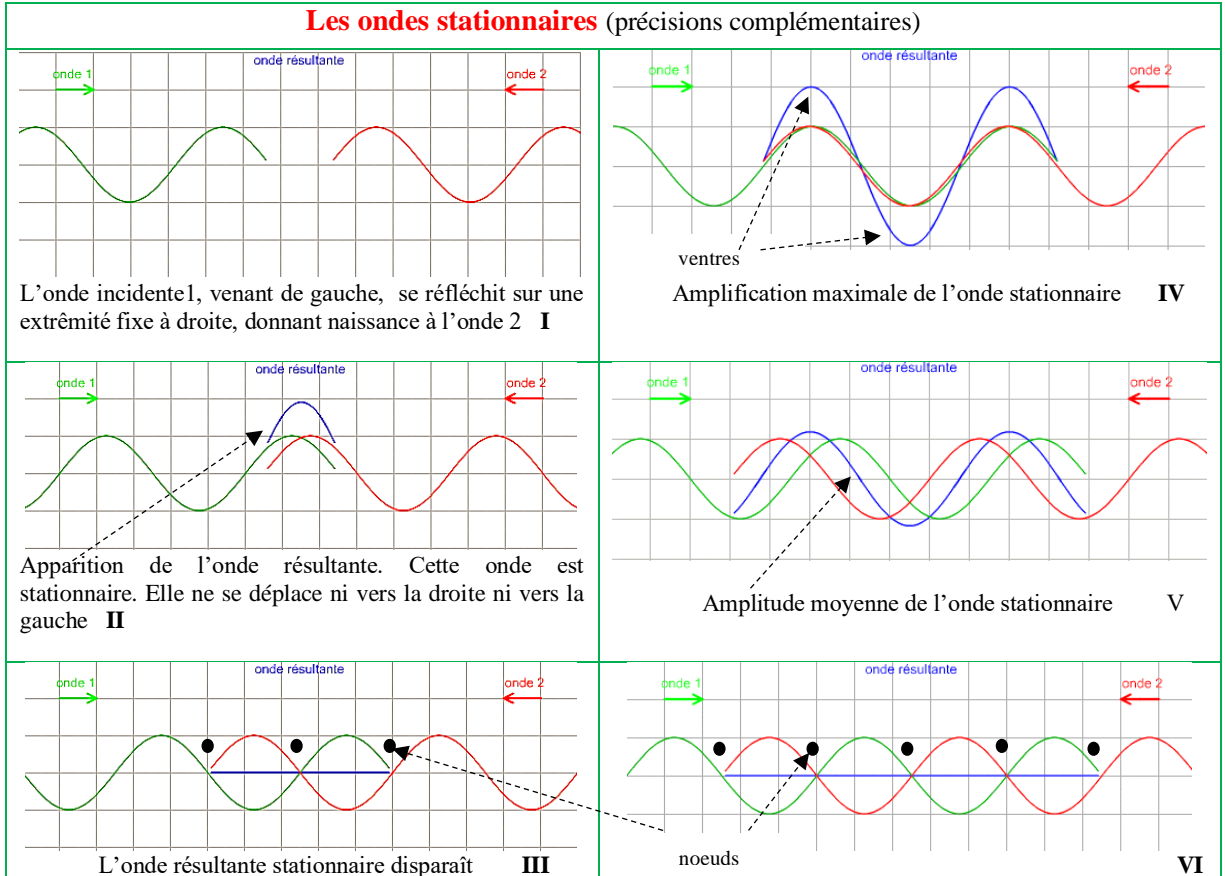 Les ondes stationnaires (précisions complémentaires)
onde résultante
onde 1
onde 2
L'onde incidente1, venant de gauche, se réfléchit sur une
extrêmité fixe à droite, donnant naissance à l'onde 2 I
onde résultante
onde 1
onde 2
ventres
Amplification maximale de l'onde stationnaire IV
onde résultante
onde 1
onde 2
Apparition de l'onde résultante. Cette onde est
stationnaire. Elle ne se déplace ni vers la droite ni vers la
gauche II
onde résultante
onde 1
onde 2
Amplitude moyenne de l'onde stationnaire V
onde résultante
onde 1
onde 2
L'onde résultante stationnaire disparaît III
onde résultante
onde 1
onde 2
noeuds
VI